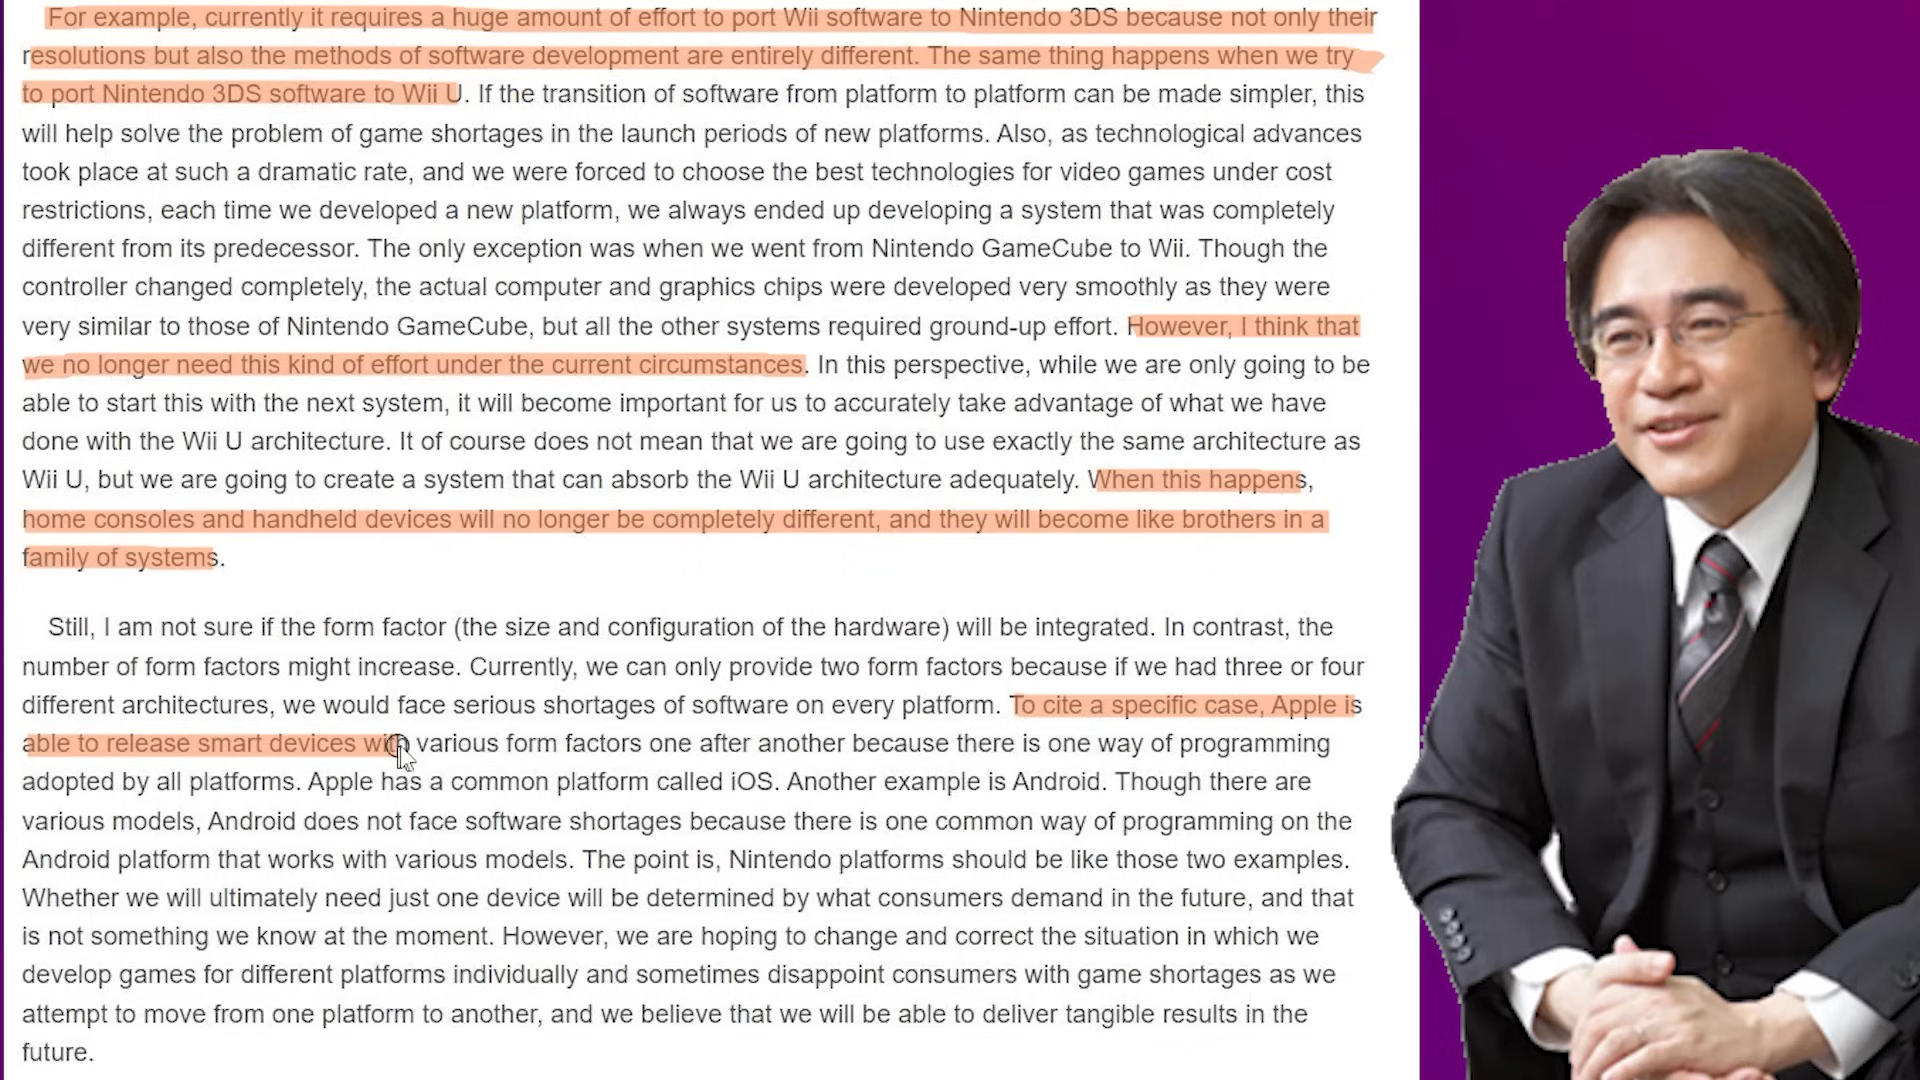 For example, currently it requires a huge amount of effort to port Wii software to Nintendo 3DS because not only their
resolutions but also the methods of software development are entirely different. The same thing happens when we try
to port Nintendo 3DS software to Wii U. If the transition of software from platform to platform can be made simpler, this
will help solve the problem of game shortages in the launch periods of new platforms. Also, as technological advances
took place at such a dramatic rate, and we were forced to choose the best technologies for video games under cost
restrictions, each time we developed a new platform, we always ended up developing a system that was completely
different from its predecessor. The only exception was when we went from Nintendo GameCube to Wii. Though the
controller changed completely, the actual computer and graphics chips were developed very smoothly as they were
very similar to those of Nintendo GameCube, but all the other systems required ground-up effort. However, I think that
we no longer need this kind of effort under the current circumstances. In this perspective, while we are only going to be
able to start this with the next system, it will become important for us to accurately take advantage of what we have
done with the Wii U architecture. It of course does not mean that we are going to use exactly the same architecture as
Wii U, but we are going to create a system that can absorb the Wii U architecture adequately. When this happens,
home consoles and handheld devices will no longer be completely different, and they will become like brothers in a
family of systems.
Still, I am not sure if the form factor (the size and configuration of the hardware) will be integrated. In contrast, the
number of form factors might increase. Currently, we can only provide two form factors because if we had three or four
different architectures, we would face serious shortages of software on every platform. To cite a specific case, Apple is
able to release smart devices with various form factors one after another because there is one way of programming
adopted by all platforms. Apple has a common platform called iOS. Another example is Android. Though there are
various models, Android does not face software shortages because there is one common way of programming on the
Android platform that works with various models. The point is, Nintendo platforms should be like those two examples.
Whether we will ultimately need just one device will be determined by what consumers demand in the future, and that
is not something we know at the moment. However, we are hoping to change and correct the situation in which we
develop games for different platforms individually and sometimes disappoint consumers with game shortages as we
attempt to move from one platform to another, and we believe that we will be able to deliver tangible results in the
future.